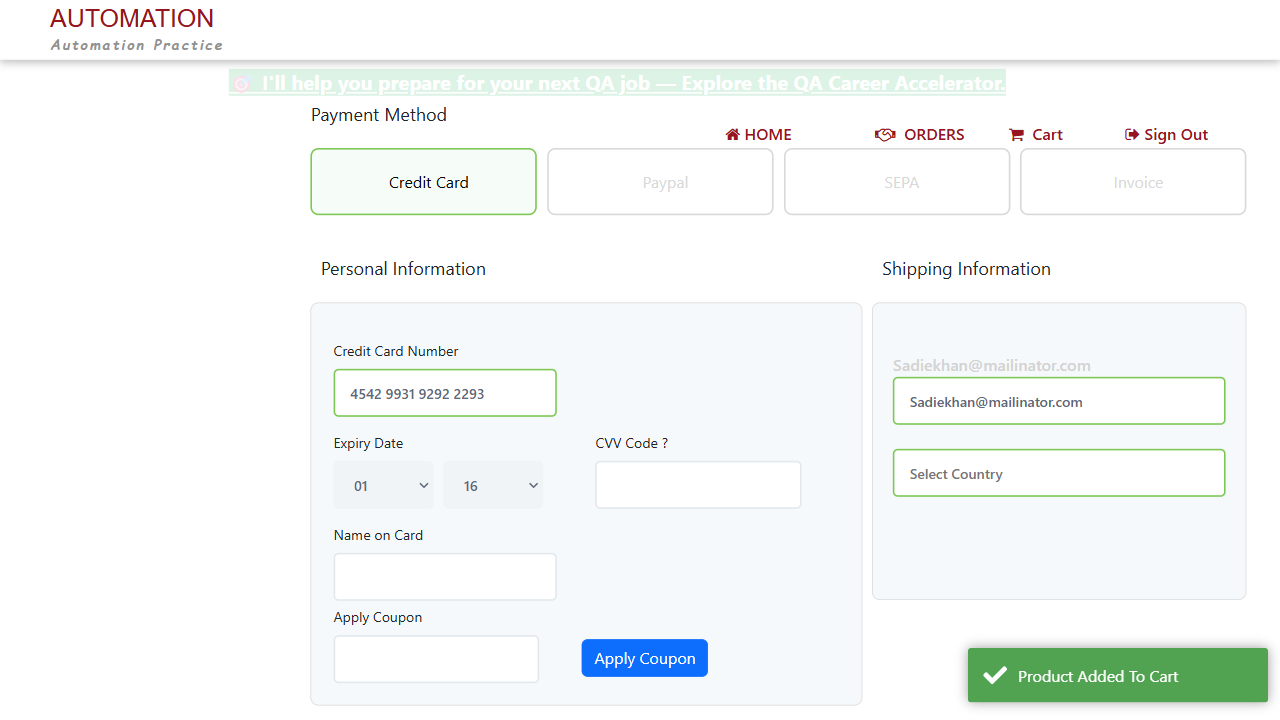 AUTOMATION
Automation Practice
🎯 I'll help you prepare for your next QA job — Explore the QA Career Accelerator.
Payment Method
HOME ORDERS Cart Sign Out
Credit Card Paypal SEPA Invoice
Personal Information
Shipping Information
Credit Card Number
4542 9931 9292 2293
Expiry Date CVV Code ?
01 16
Name on Card
Apply Coupon
Apply Coupon
Sadiekhan@mailinator.com
Sadiekhan@mailinator.com
Select Country
Product Added To Cart